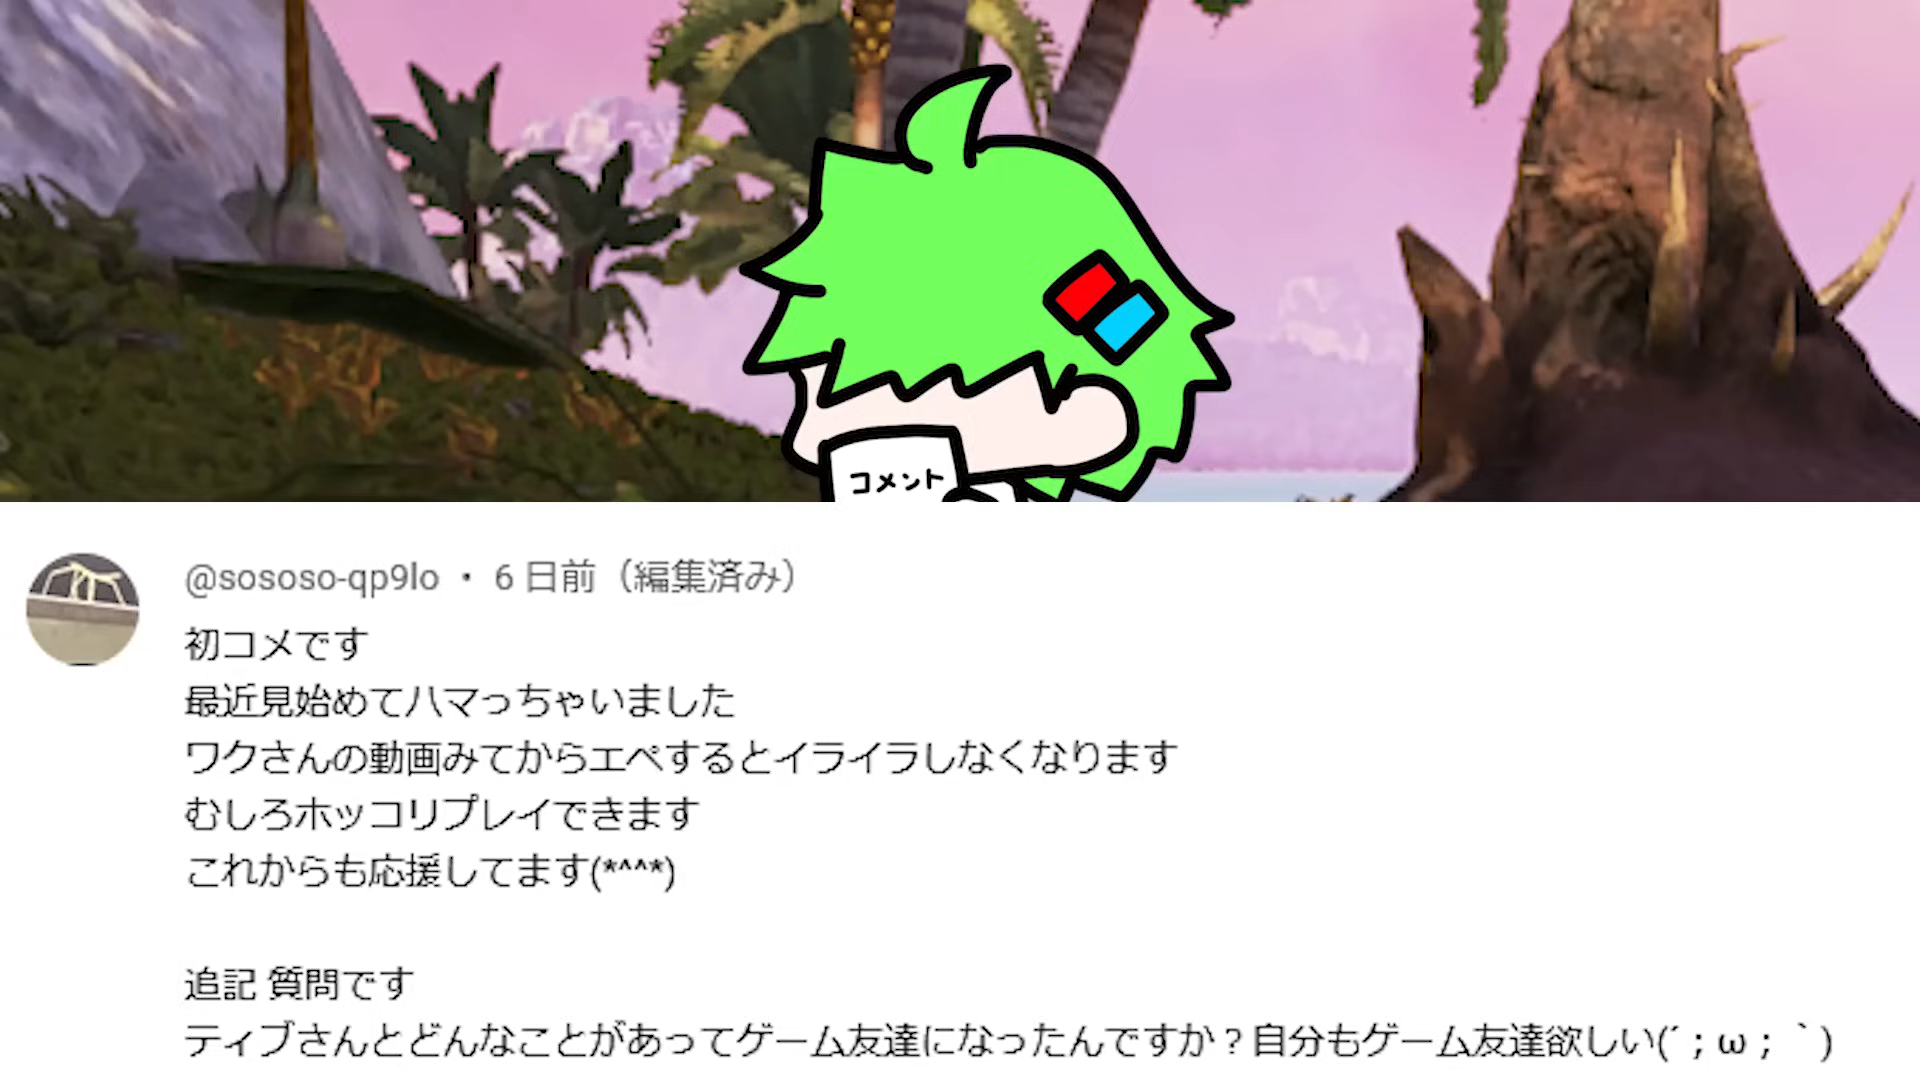 コメント
@sososo-qp9lo ・ 6 日前（編集済み）
初コメです
最近見始めてハマっちゃいました
ワクさんの動画みてからエペするとイライラしなくなります
むしろホッコリプレイできます
これからも応援してます(*^^*)
追記 質問です
ティブさんとどんなことがあってゲーム友達になったんですか？自分もゲーム友達欲しい(´；ω；｀)